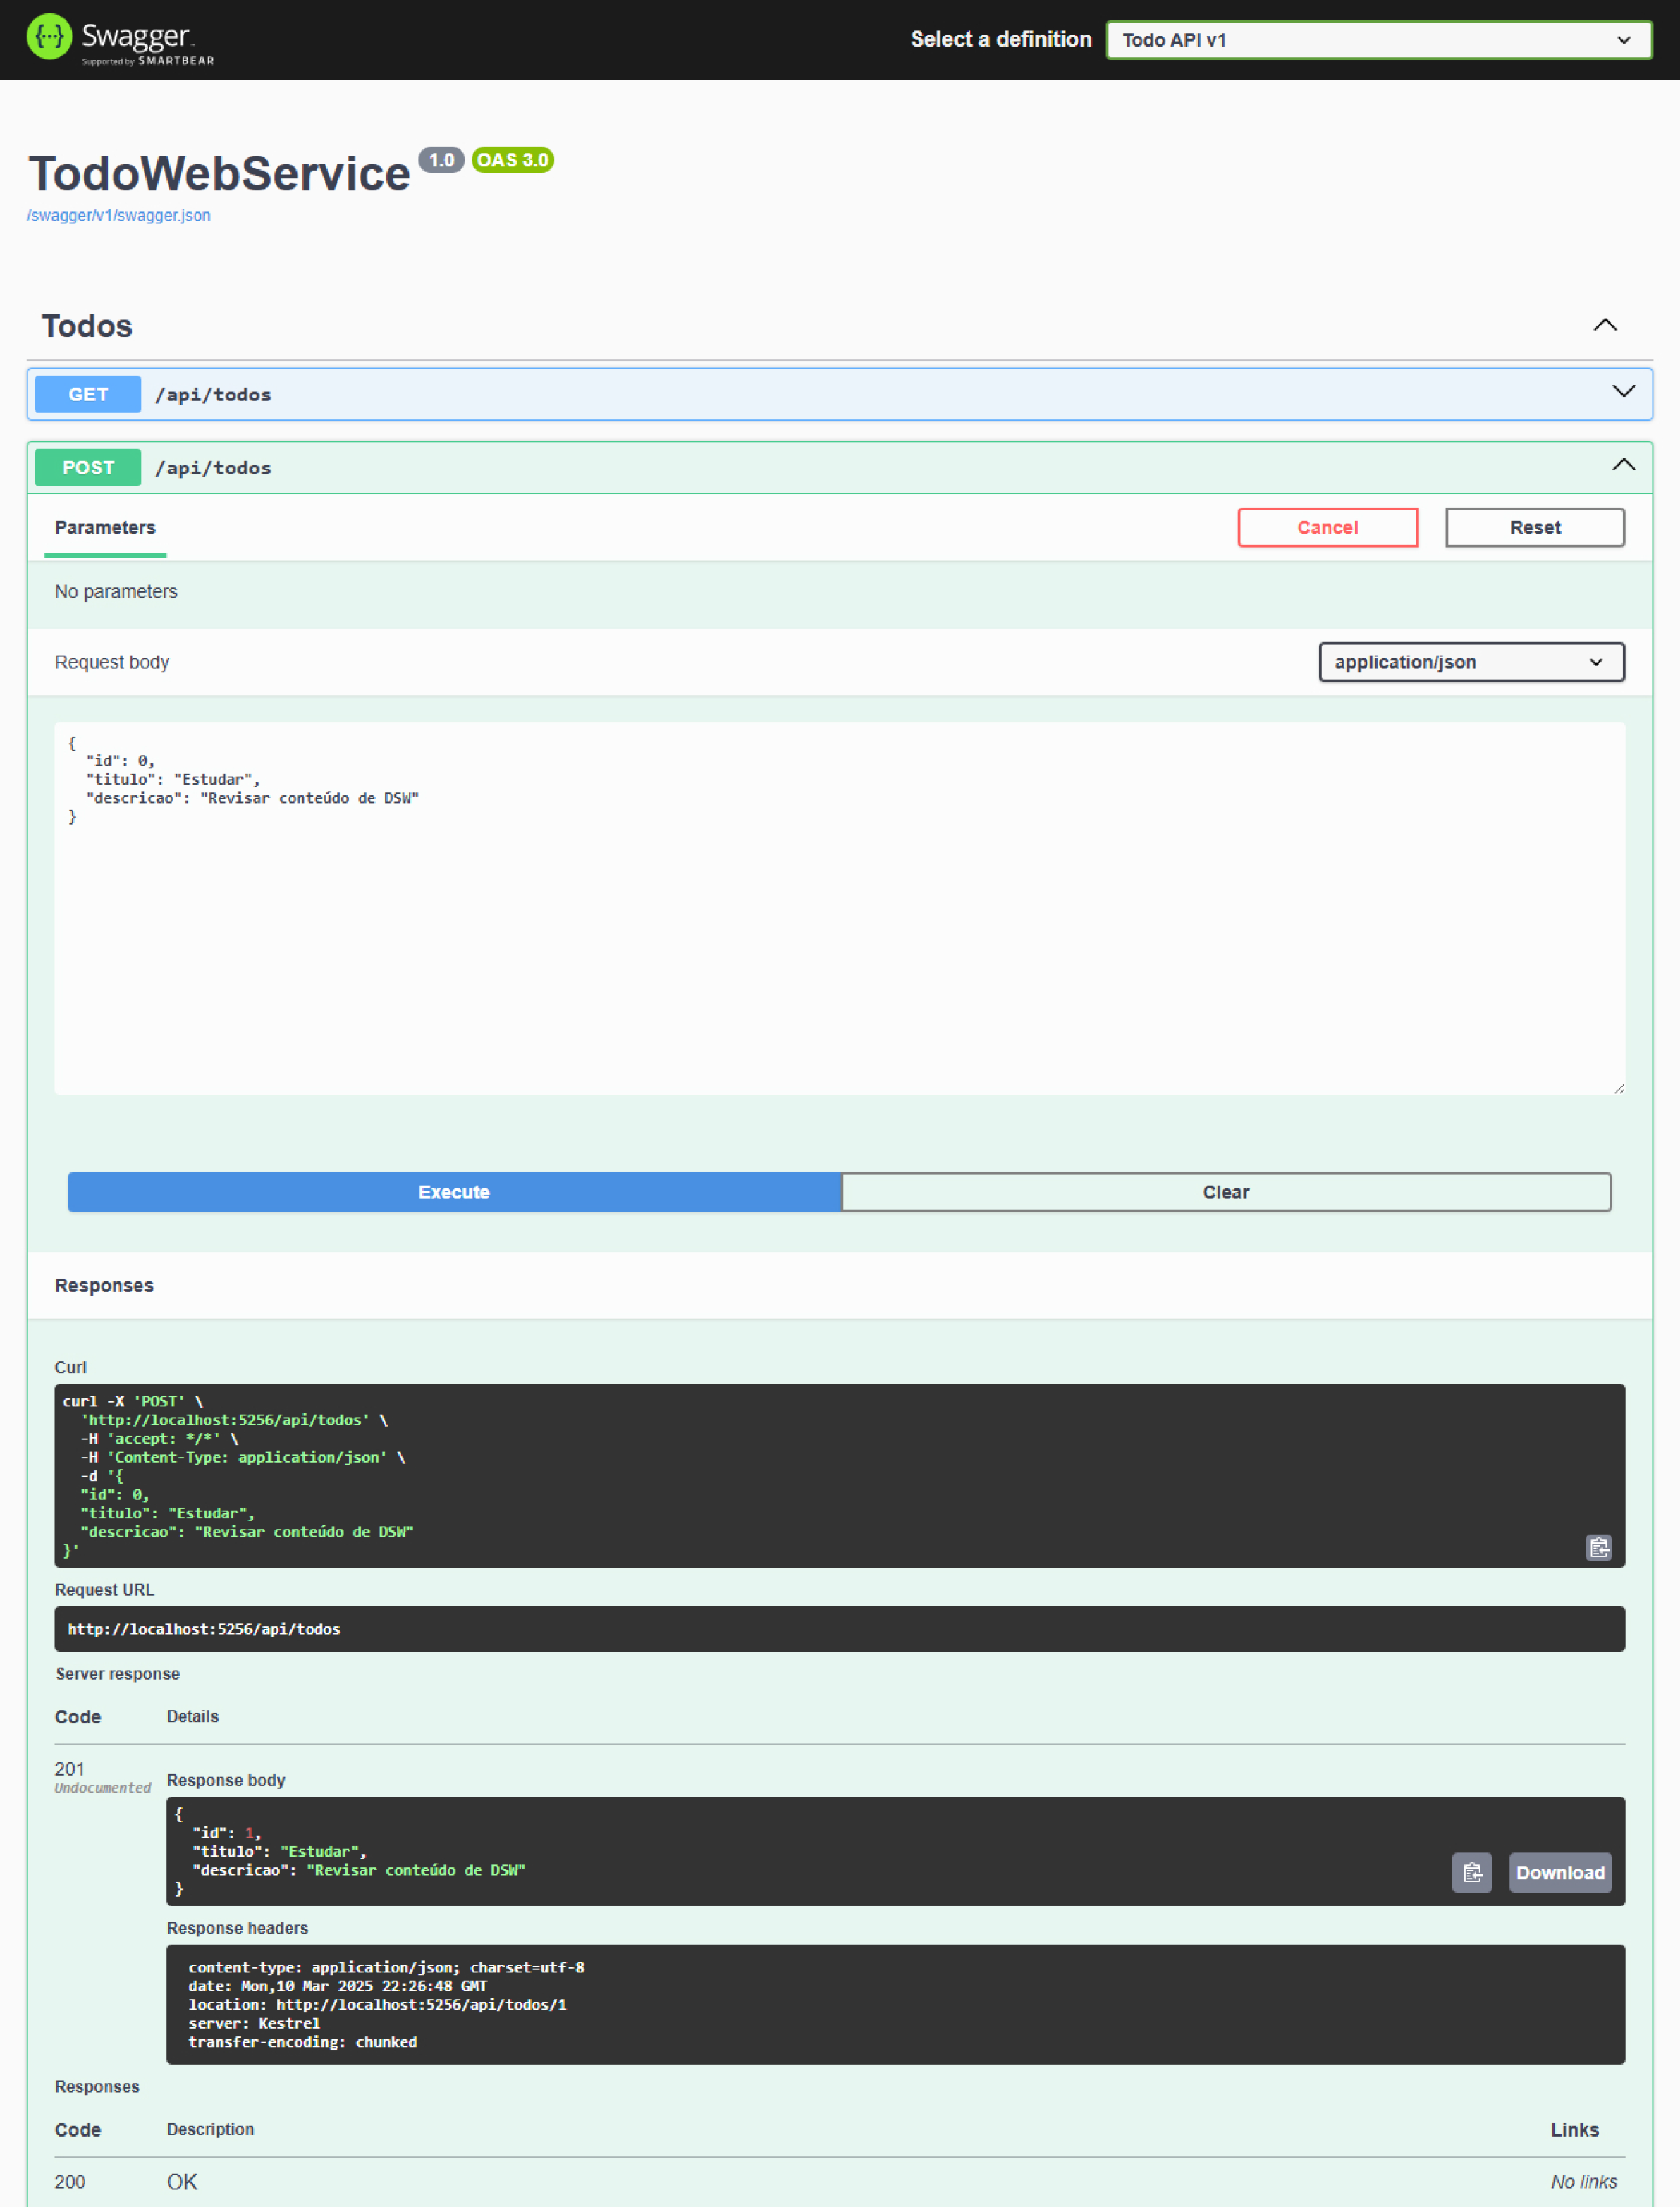 Swagger
Supported by SMARTBEAR
Select a definition
Todo API v1
TodoWebService 1.0 OAS 3.0
/swagger/v1/swagger.json
Todos
GET /api/todos
POST /api/todos
Parameters
Cancel
Reset
No parameters
Request body
application/json
{
"id": 0,
"titulo": "Estudar",
"descricao": "Revisar conteúdo de DSW"
}
Execute
Clear
Responses
Curl
curl -X 'POST' \
'http://localhost:5256/api/todos' \
-H 'accept: */*' \
-H 'Content-Type: application/json' \
-d '{
"id": 0,
"titulo": "Estudar",
"descricao": "Revisar conteúdo de DSW"
}'
Request URL
http://localhost:5256/api/todos
Server response
Code Details
201
Undocumented
Response body
{
"id": 1,
"titulo": "Estudar",
"descricao": "Revisar conteúdo de DSW"
}
Download
Response headers
content-type: application/json; charset=utf-8
date: Mon,10 Mar 2025 22:26:48 GMT
location: http://localhost:5256/api/todos/1
server: Kestrel
transfer-encoding: chunked
Responses
Code Description Links
200 OK No links